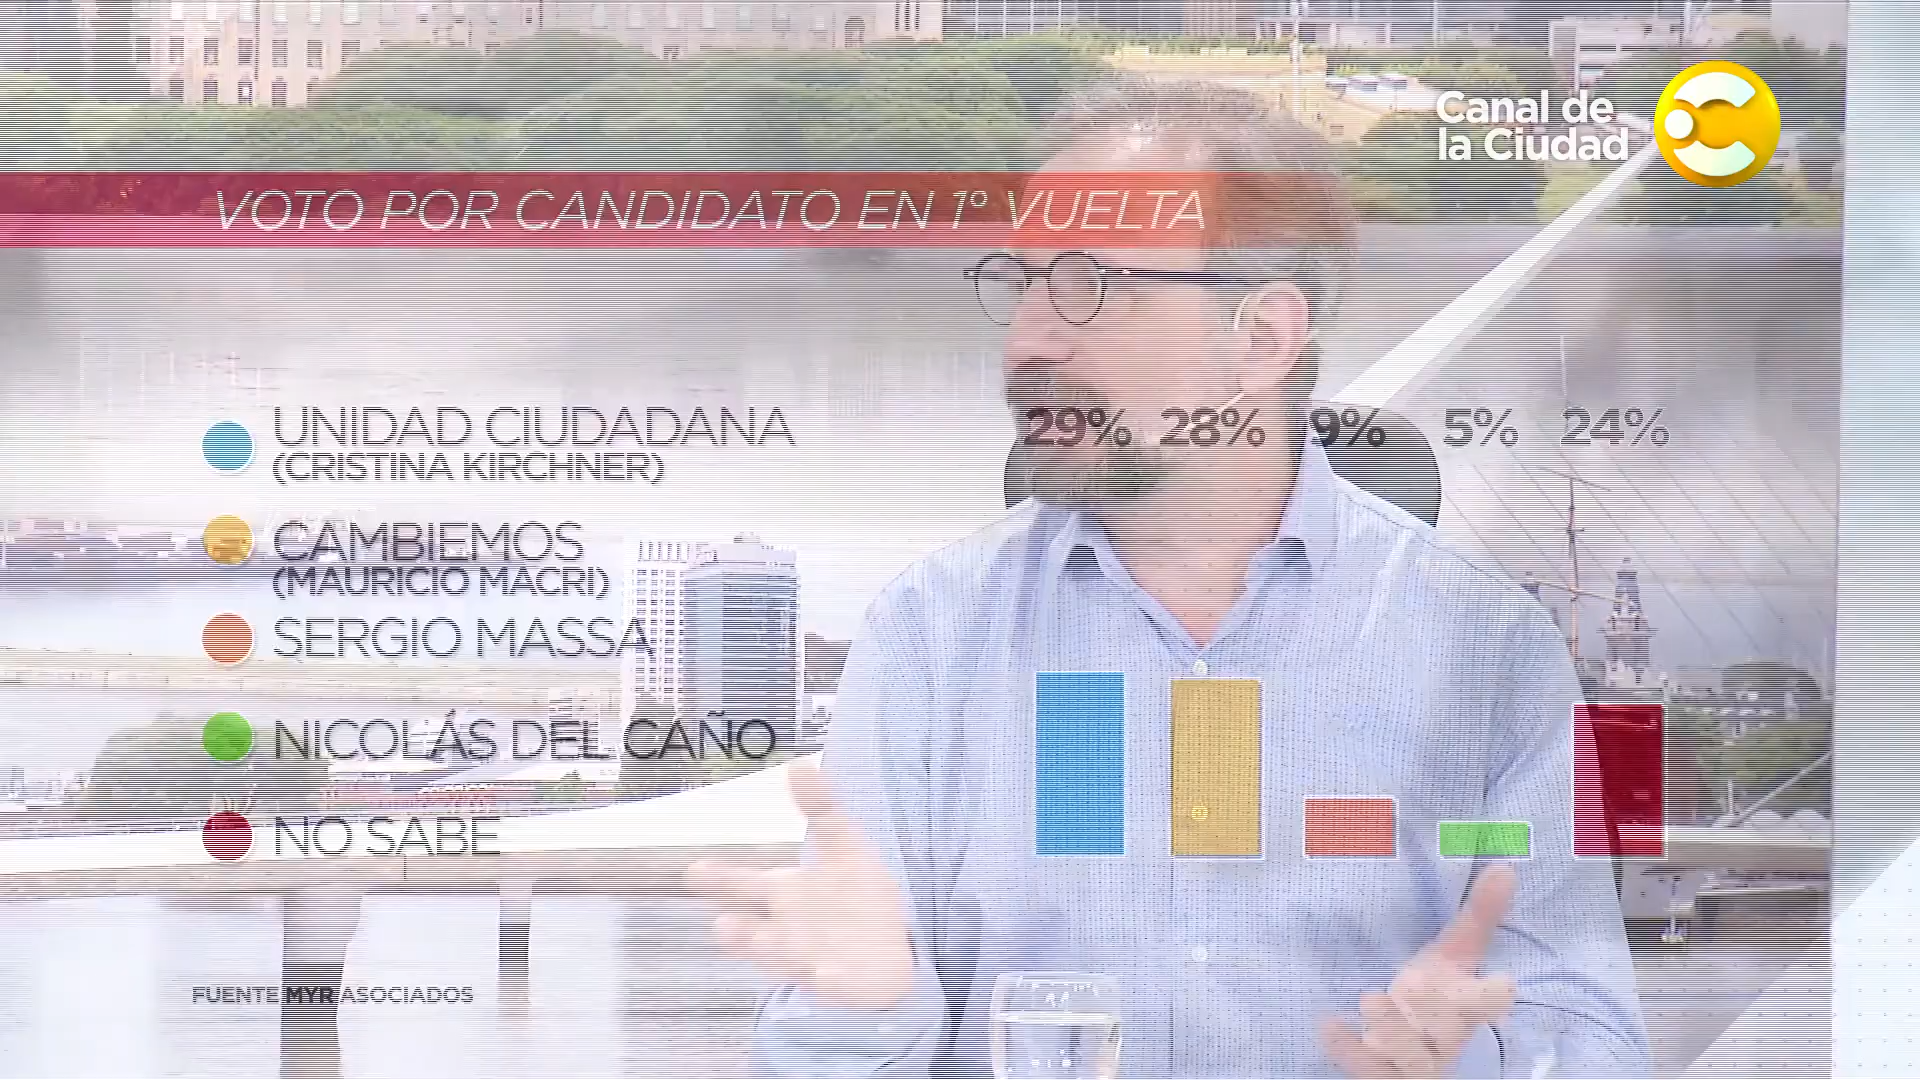 Canal de
la Ciudad
VOTO POR CANDIDATO EN 1º VUELTA
UNIDAD CIUDADANA
(CRISTINA KIRCHNER)
29% 28% 9% 5% 24%
CAMBIEMOS
(MAURICIO MACRI)
SERGIO MASSA
NICOLÁS DEL CAÑO
NO SABE
FUENTE MYR ASOCIADOS